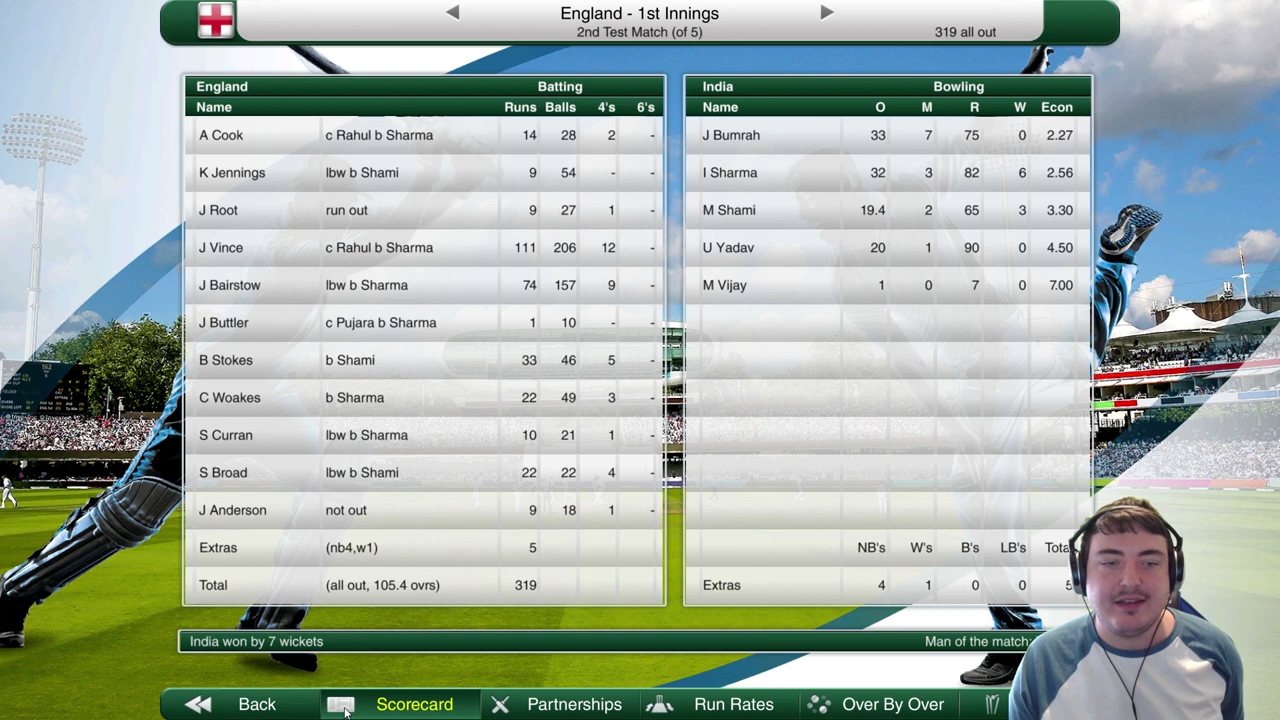 England - 1st Innings
2nd Test Match (of 5)
319 all out
England Batting
Name Runs Balls 4's 6's
A Cook c Rahul b Sharma 14 28 2 -
K Jennings lbw b Shami 9 54 - -
J Root run out 9 27 1 -
J Vince c Rahul b Sharma 111 206 12 -
J Bairstow lbw b Sharma 74 157 9 -
J Buttler c Pujara b Sharma 1 10 - -
B Stokes b Shami 33 46 5 -
C Woakes b Sharma 22 49 3 -
S Curran lbw b Sharma 10 21 1 -
S Broad lbw b Shami 22 22 4 -
J Anderson not out 9 18 1 -
Extras (nb4,w1) 5
Total (all out, 105.4 ovrs) 319
India Bowling
Name O M R W Econ
J Bumrah 33 7 75 0 2.27
I Sharma 32 3 82 6 2.56
M Shami 19.4 2 65 3 3.30
U Yadav 20 1 90 0 4.50
M Vijay 1 0 7 0 7.00
NB's W's B's LB's Total
Extras 4 1 0 0 5
India won by 7 wickets
Man of the match:
Back Scorecard Partnerships Run Rates Over By Over